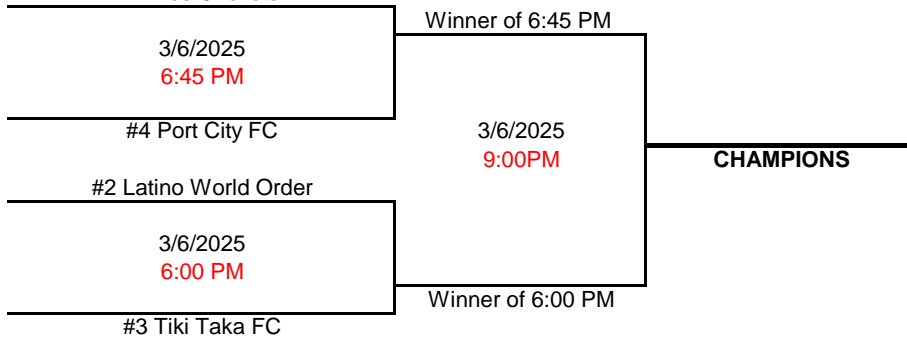 Winner of 6:45 PM
3/6/2025
6:45 PM
#4 Port City FC
3/6/2025
9:00PM
CHAMPIONS
#2 Latino World Order
3/6/2025
6:00 PM
Winner of 6:00 PM
#3 Tiki Taka FC